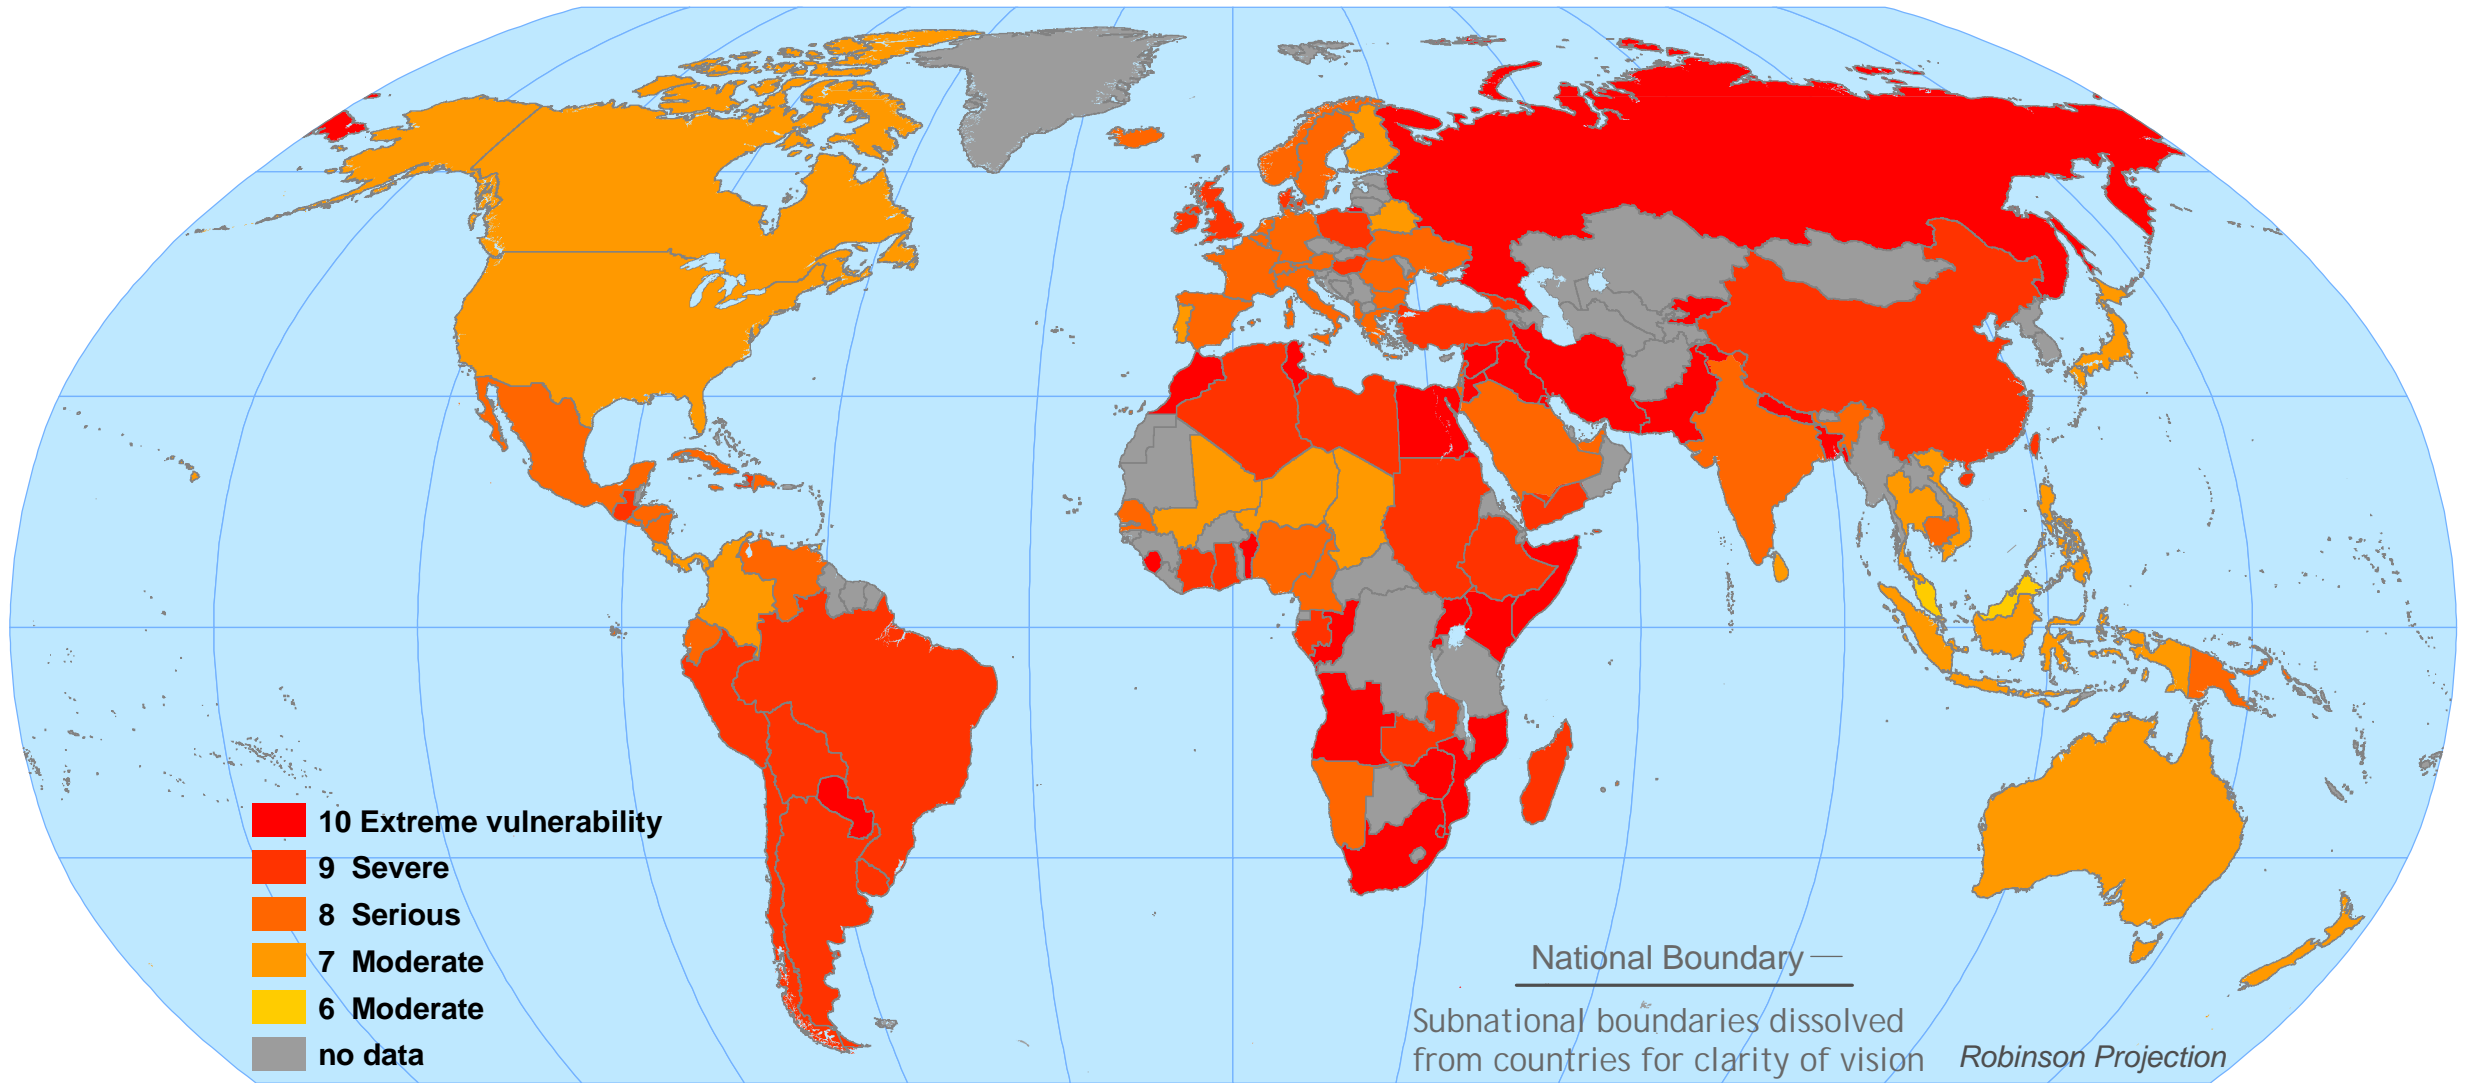 10 Extreme vulnerability
9 Severe
8 Serious
7 Moderate
6 Moderate
no data
National Boundary
Subnational boundaries dissolved
from countries for clarity of vision
Robinson Projection